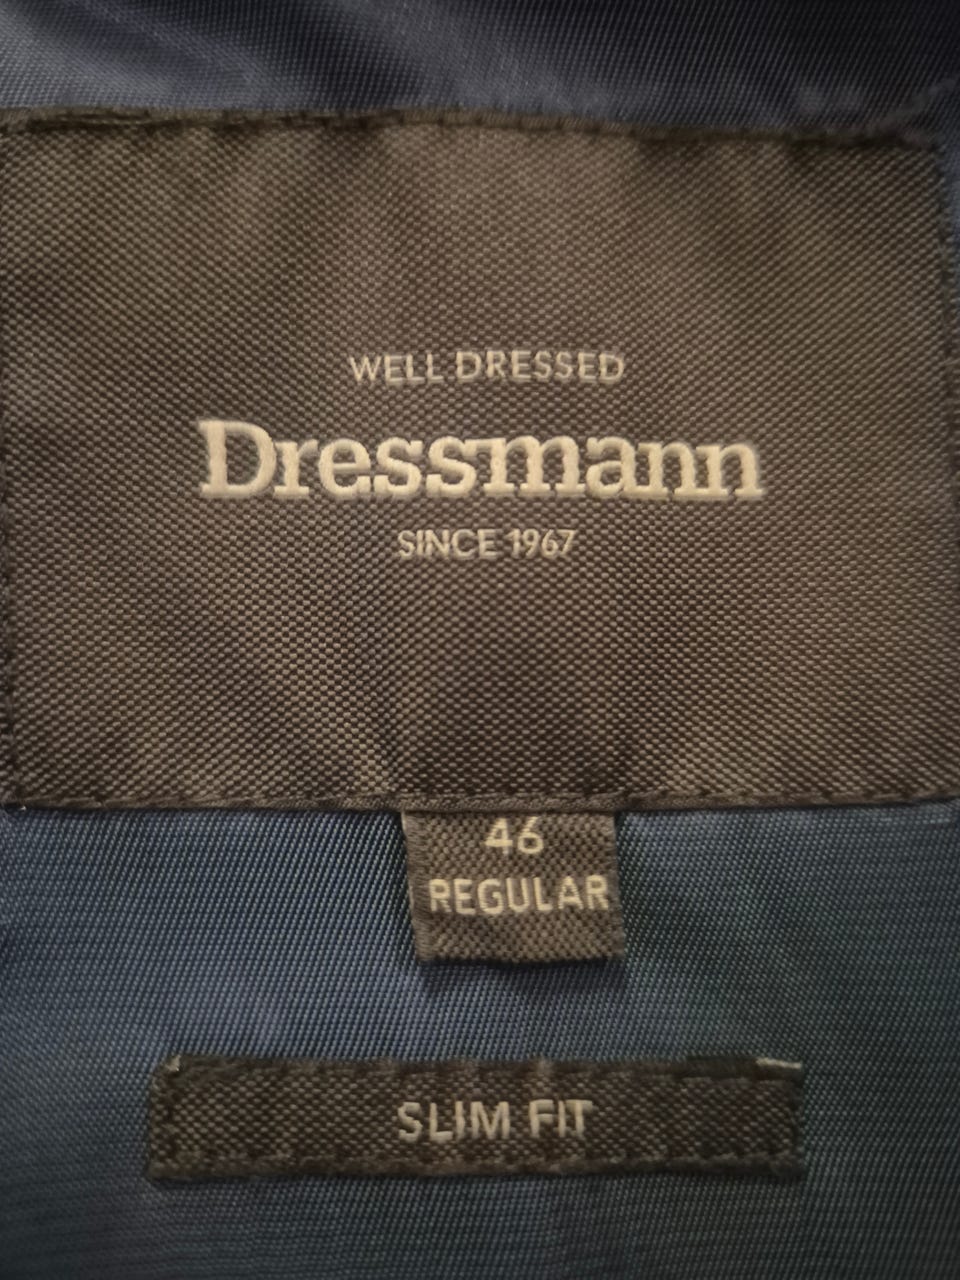 WELL DRESSED
Dressmann
SINCE 1967
46
REGULAR
SLIM FIT